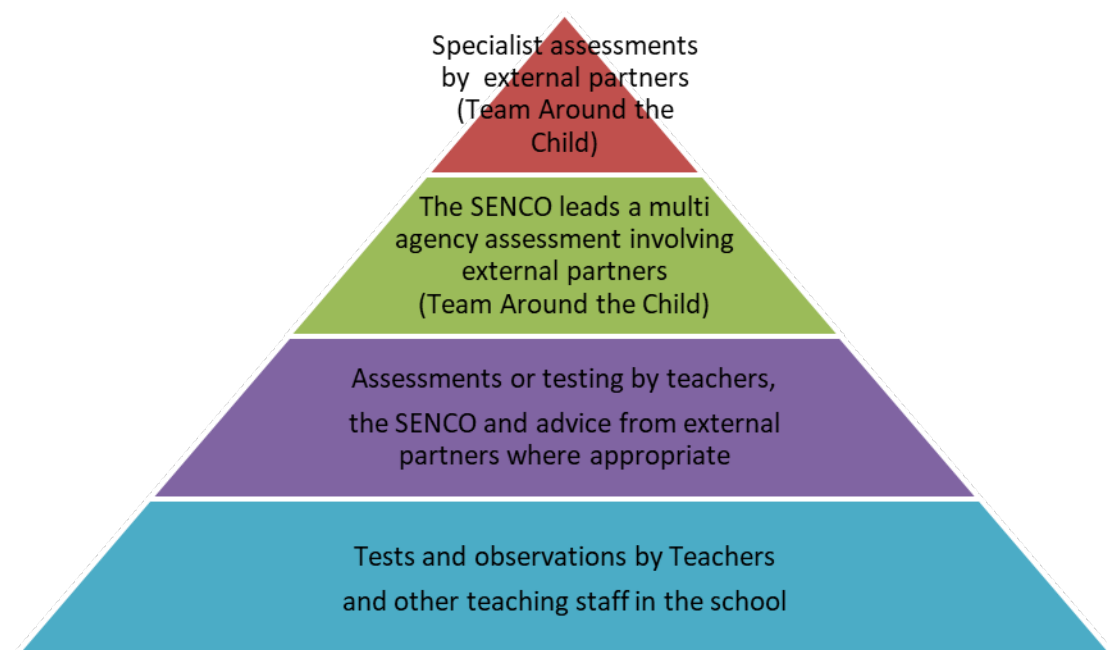 Specialist assessments
by external partners
(Team Around the
Child)
The SENCO leads a multi
agency assessment involving
external partners
(Team Around the Child)
Assessments or testing by teachers,
the SENCO and advice from external
partners where appropriate
Tests and observations by Teachers
and other teaching staff in the school